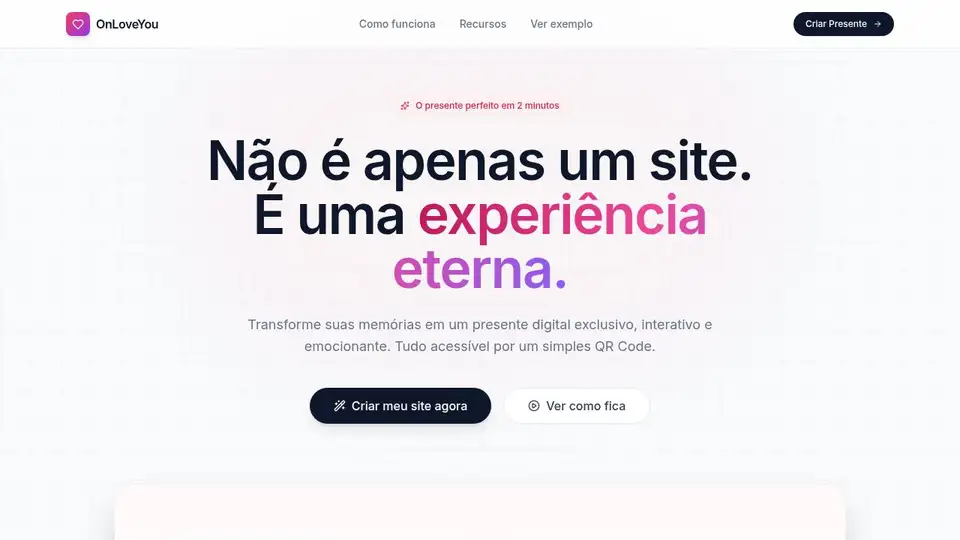 OnLoveYou
Como funciona
Recursos
Ver exemplo
Criar Presente
O presente perfeito em 2 minutos
Não é apenas um site.
É uma experiência
eterna.
Transforme suas memórias em um presente digital exclusivo, interativo e
emocionante. Tudo acessível por um simples QR Code.
Criar meu site agora
Ver como fica